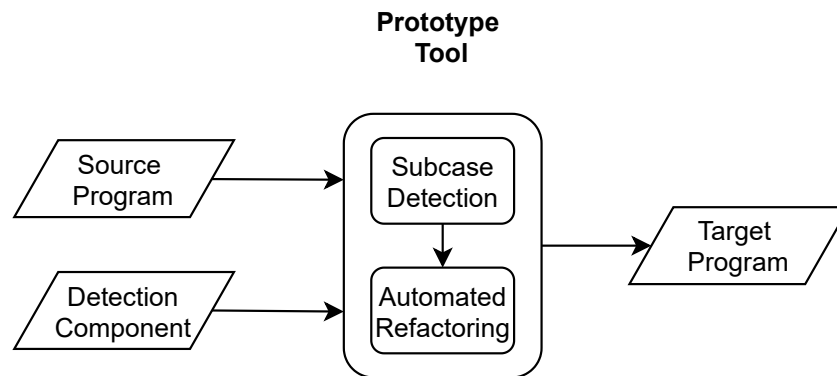 Prototype
Tool
Source
Program
Subcase
Detection
Target
Program
Detection
Component
Automated
Refactoring